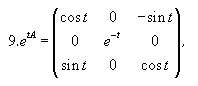 cos t 0 −sin t
9.e^{tA} = 0 e^{−t} 0 ,
sin t 0 cos t